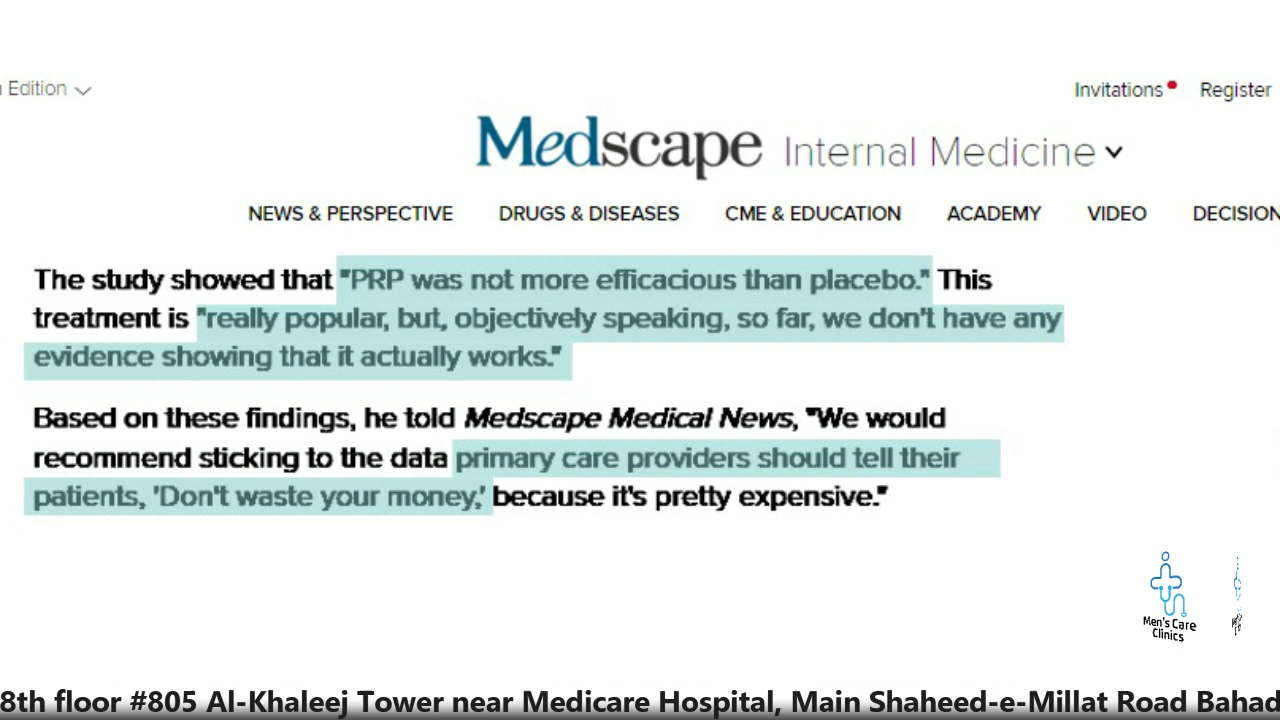 Edition
Invitations Register
Medscape Internal Medicine
NEWS & PERSPECTIVE DRUGS & DISEASES CME & EDUCATION ACADEMY VIDEO DECISION
The study showed that "PRP was not more efficacious than placebo." This
treatment is "really popular, but, objectively speaking, so far, we don't have any
evidence showing that it actually works."
Based on these findings, he told Medscape Medical News, "We would
recommend sticking to the data primary care providers should tell their
patients, 'Don't waste your money,' because it's pretty expensive."
Men's Care
Clinics
8th floor #805 Al-Khaleej Tower near Medicare Hospital, Main Shaheed-e-Millat Road Bahad